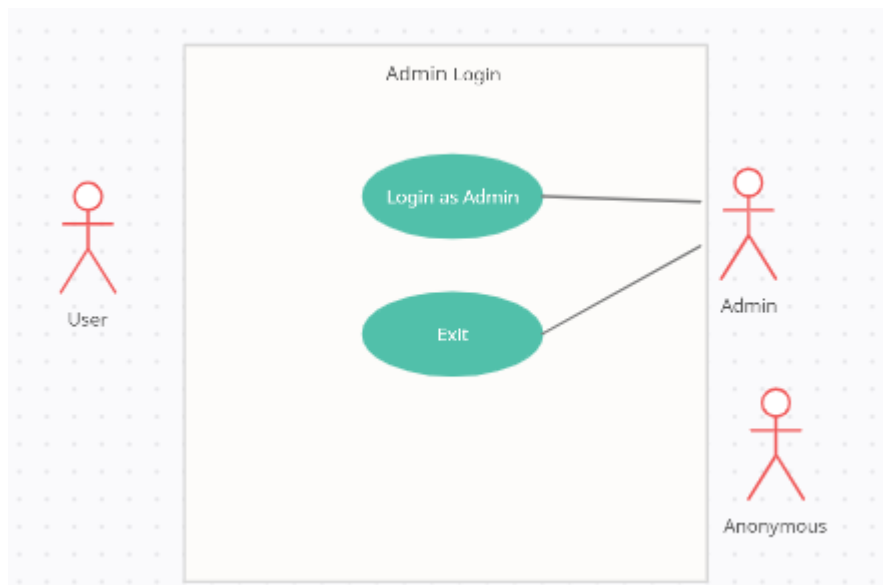 Admin Login
Login as Admin
User
Admin
Exit
Anonymous